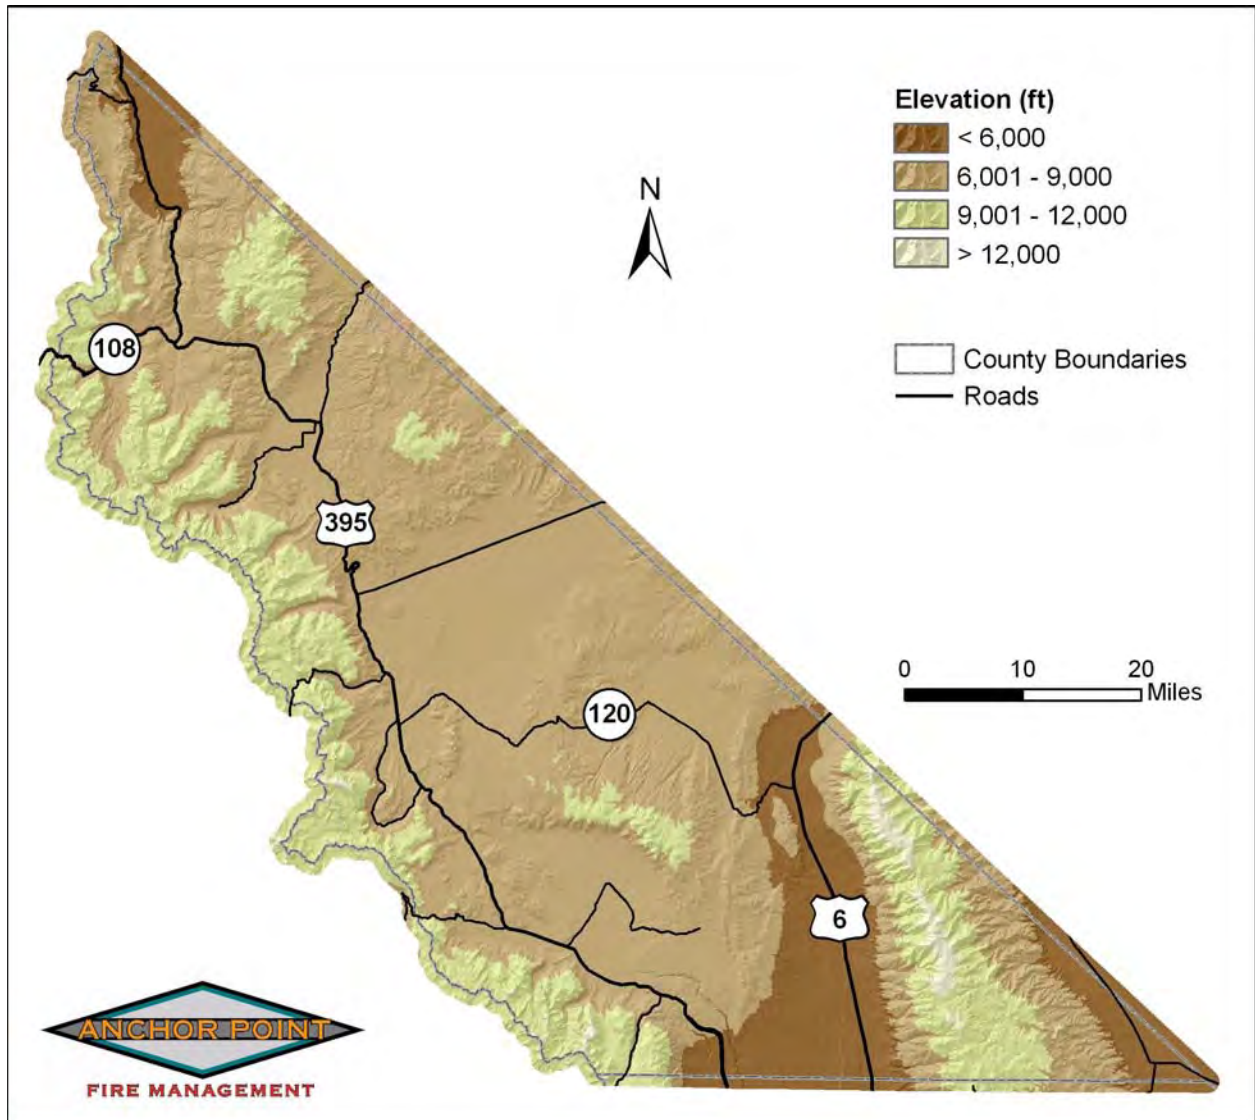 Elevation (ft)
< 6,000
6,001 - 9,000
9,001 - 12,000
> 12,000
N
County Boundaries
Roads
108
395
0 10 20
Miles
120
6
ANCHOR POINT
FIRE MANAGEMENT